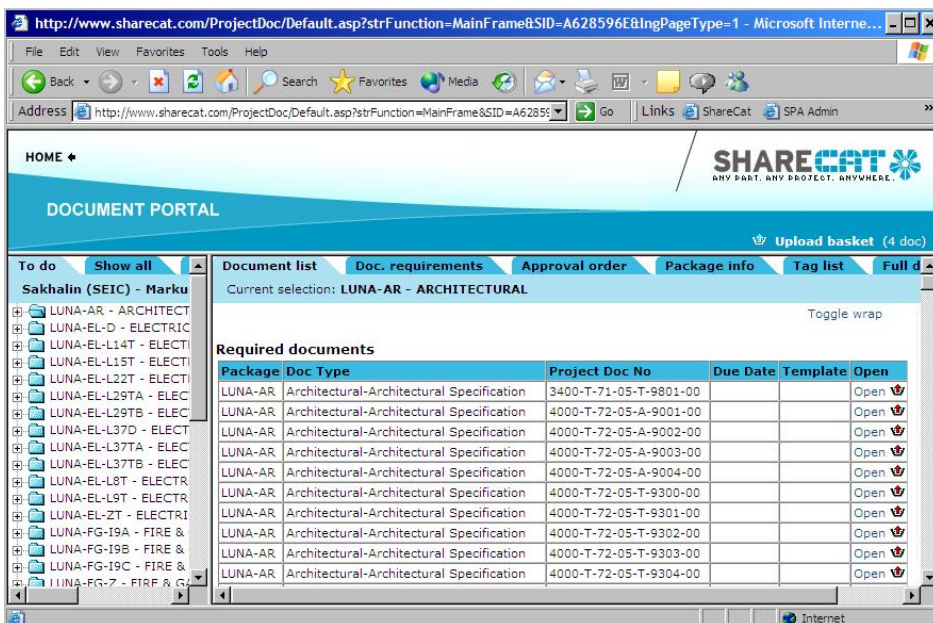 http://www.sharecat.com/ProjectDoc/Default.asp?strFunction=MainFrame&SID=A628596E&lngPageType=1 - Microsoft Interne...
File Edit View Favorites Tools Help
Back Search Favorites Media
Address http://www.sharecat.com/ProjectDoc/Default.asp?strFunction=MainFrame&SID=A6285 Go Links ShareCat SPA Admin »
HOME
SHARECAT
ANY PART. ANY PROJECT. ANYWHERE.
DOCUMENT PORTAL
Upload basket (4 doc)
To do Show all
Document list Doc. requirements Approval order Package info Tag list Full d
Sakhalin (SEIC) - Marku
Current selection: LUNA-AR - ARCHITECTURAL
LUNA-AR - ARCHITECT
LUNA-EL-D - ELECTRIC
LUNA-EL-L14T - ELECT
LUNA-EL-L15T - ELECT
LUNA-EL-L22T - ELECT
LUNA-EL-L29TA - ELEC
LUNA-EL-L29TB - ELEC
LUNA-EL-L37D - ELECT
LUNA-EL-L37TA - ELEC
LUNA-EL-L37TB - ELEC
LUNA-EL-L8T - ELECTR
LUNA-EL-L9T - ELECTR
LUNA-EL-ZT - ELECTRI
LUNA-FG-I9A - FIRE &
LUNA-FG-I9B - FIRE &
LUNA-FG-I9C - FIRE &
LUNA-FG-Z - FIRE & GA
Toggle wrap
Required documents
Package Doc Type Project Doc No Due Date Template Open
LUNA-AR Architectural-Architectural Specification 3400-T-71-05-T-9801-00 Open
LUNA-AR Architectural-Architectural Specification 4000-T-72-05-A-9001-00 Open
LUNA-AR Architectural-Architectural Specification 4000-T-72-05-A-9002-00 Open
LUNA-AR Architectural-Architectural Specification 4000-T-72-05-A-9003-00 Open
LUNA-AR Architectural-Architectural Specification 4000-T-72-05-A-9004-00 Open
LUNA-AR Architectural-Architectural Specification 4000-T-72-05-T-9300-00 Open
LUNA-AR Architectural-Architectural Specification 4000-T-72-05-T-9301-00 Open
LUNA-AR Architectural-Architectural Specification 4000-T-72-05-T-9302-00 Open
LUNA-AR Architectural-Architectural Specification 4000-T-72-05-T-9303-00 Open
LUNA-AR Architectural-Architectural Specification 4000-T-72-05-T-9304-00 Open
Internet